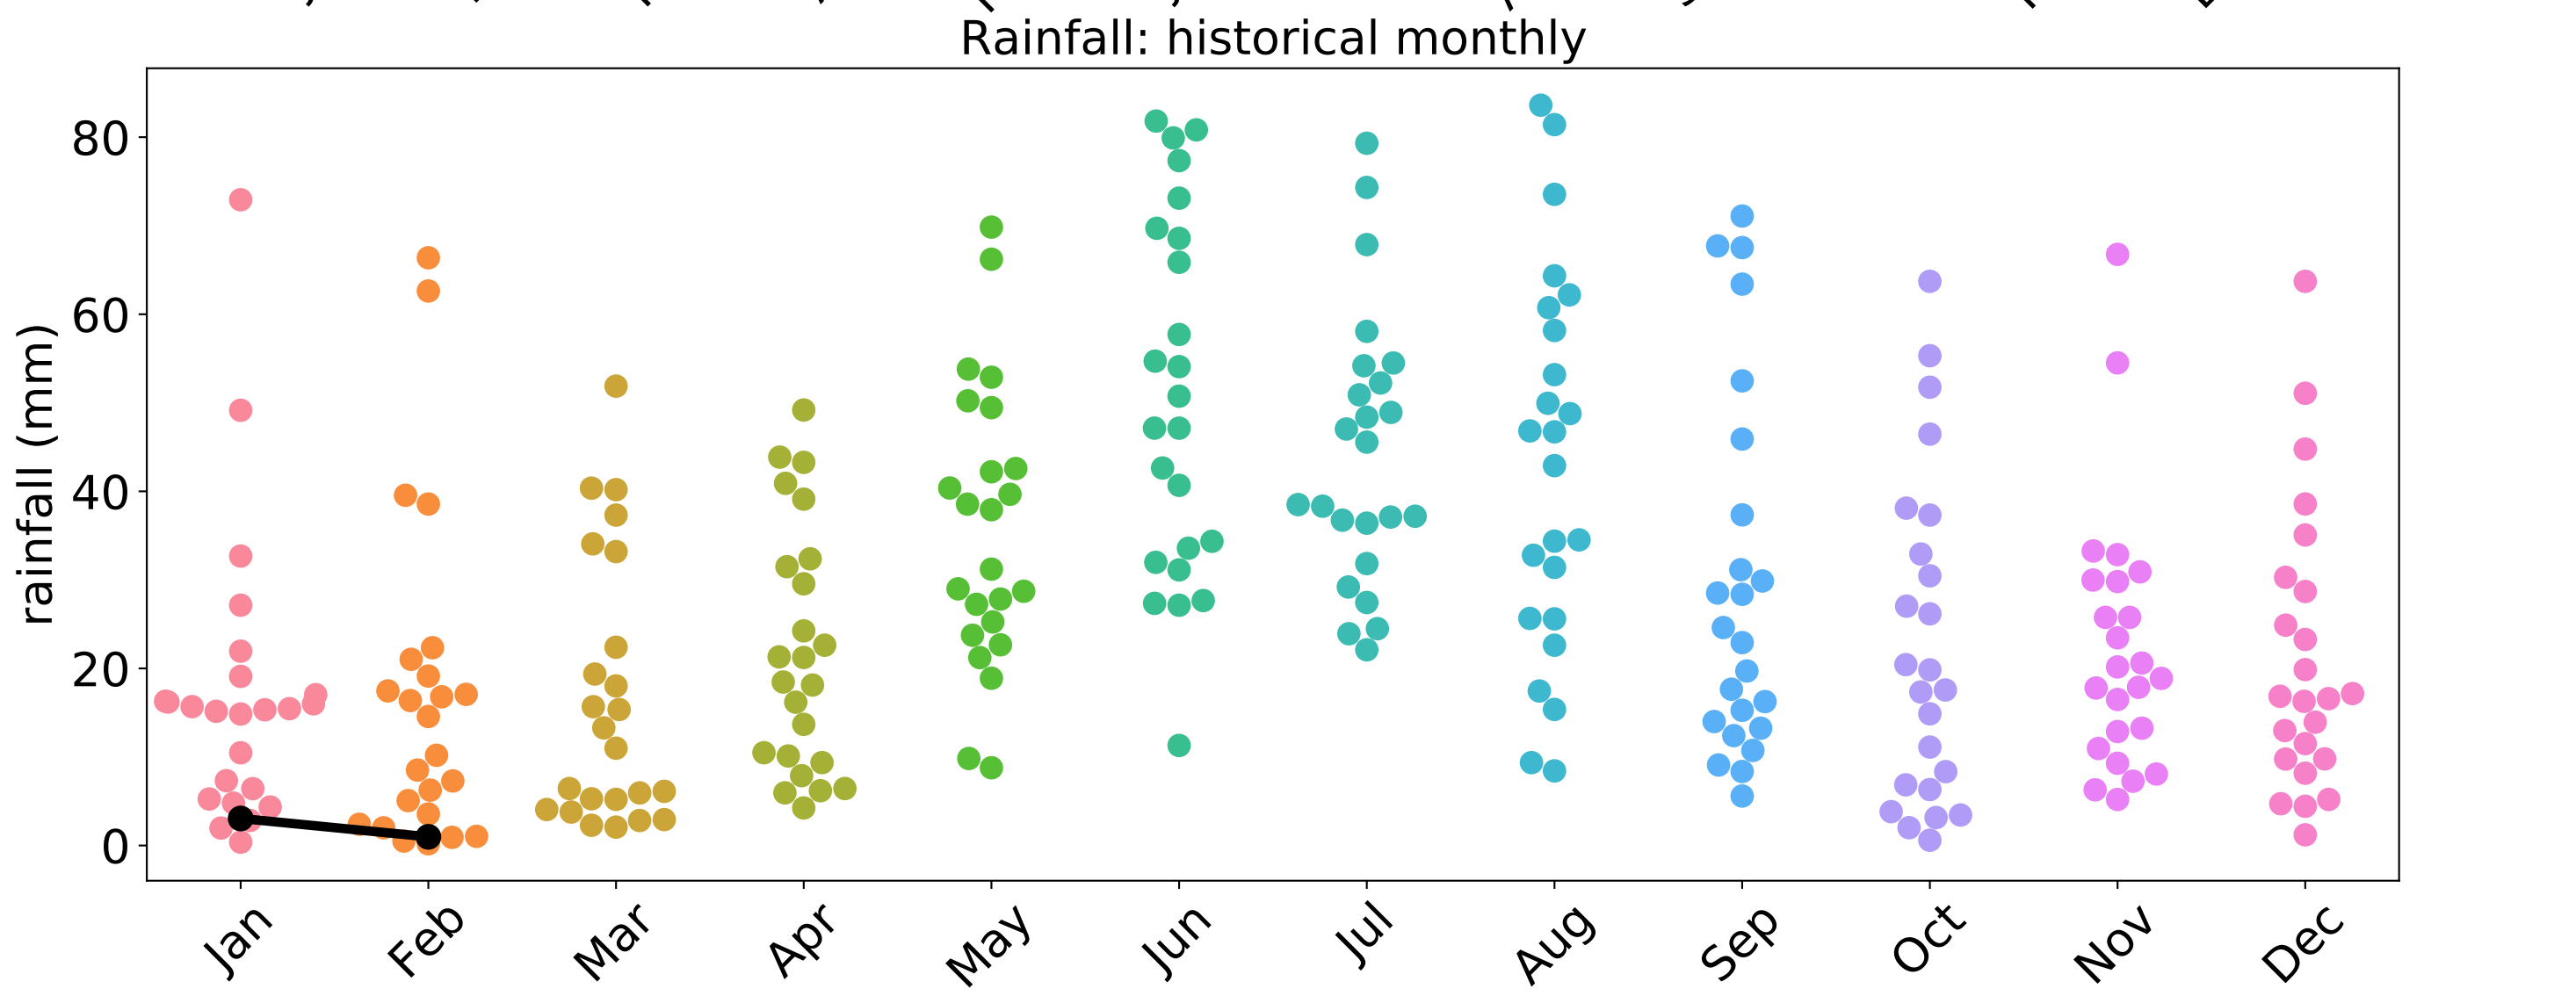 Rainfall: historical monthly
rainfall (mm)
80
60
40
20
0
Jan
Feb
Mar
Apr
May
Jun
Jul
Aug
Sep
Oct
Nov
Dec